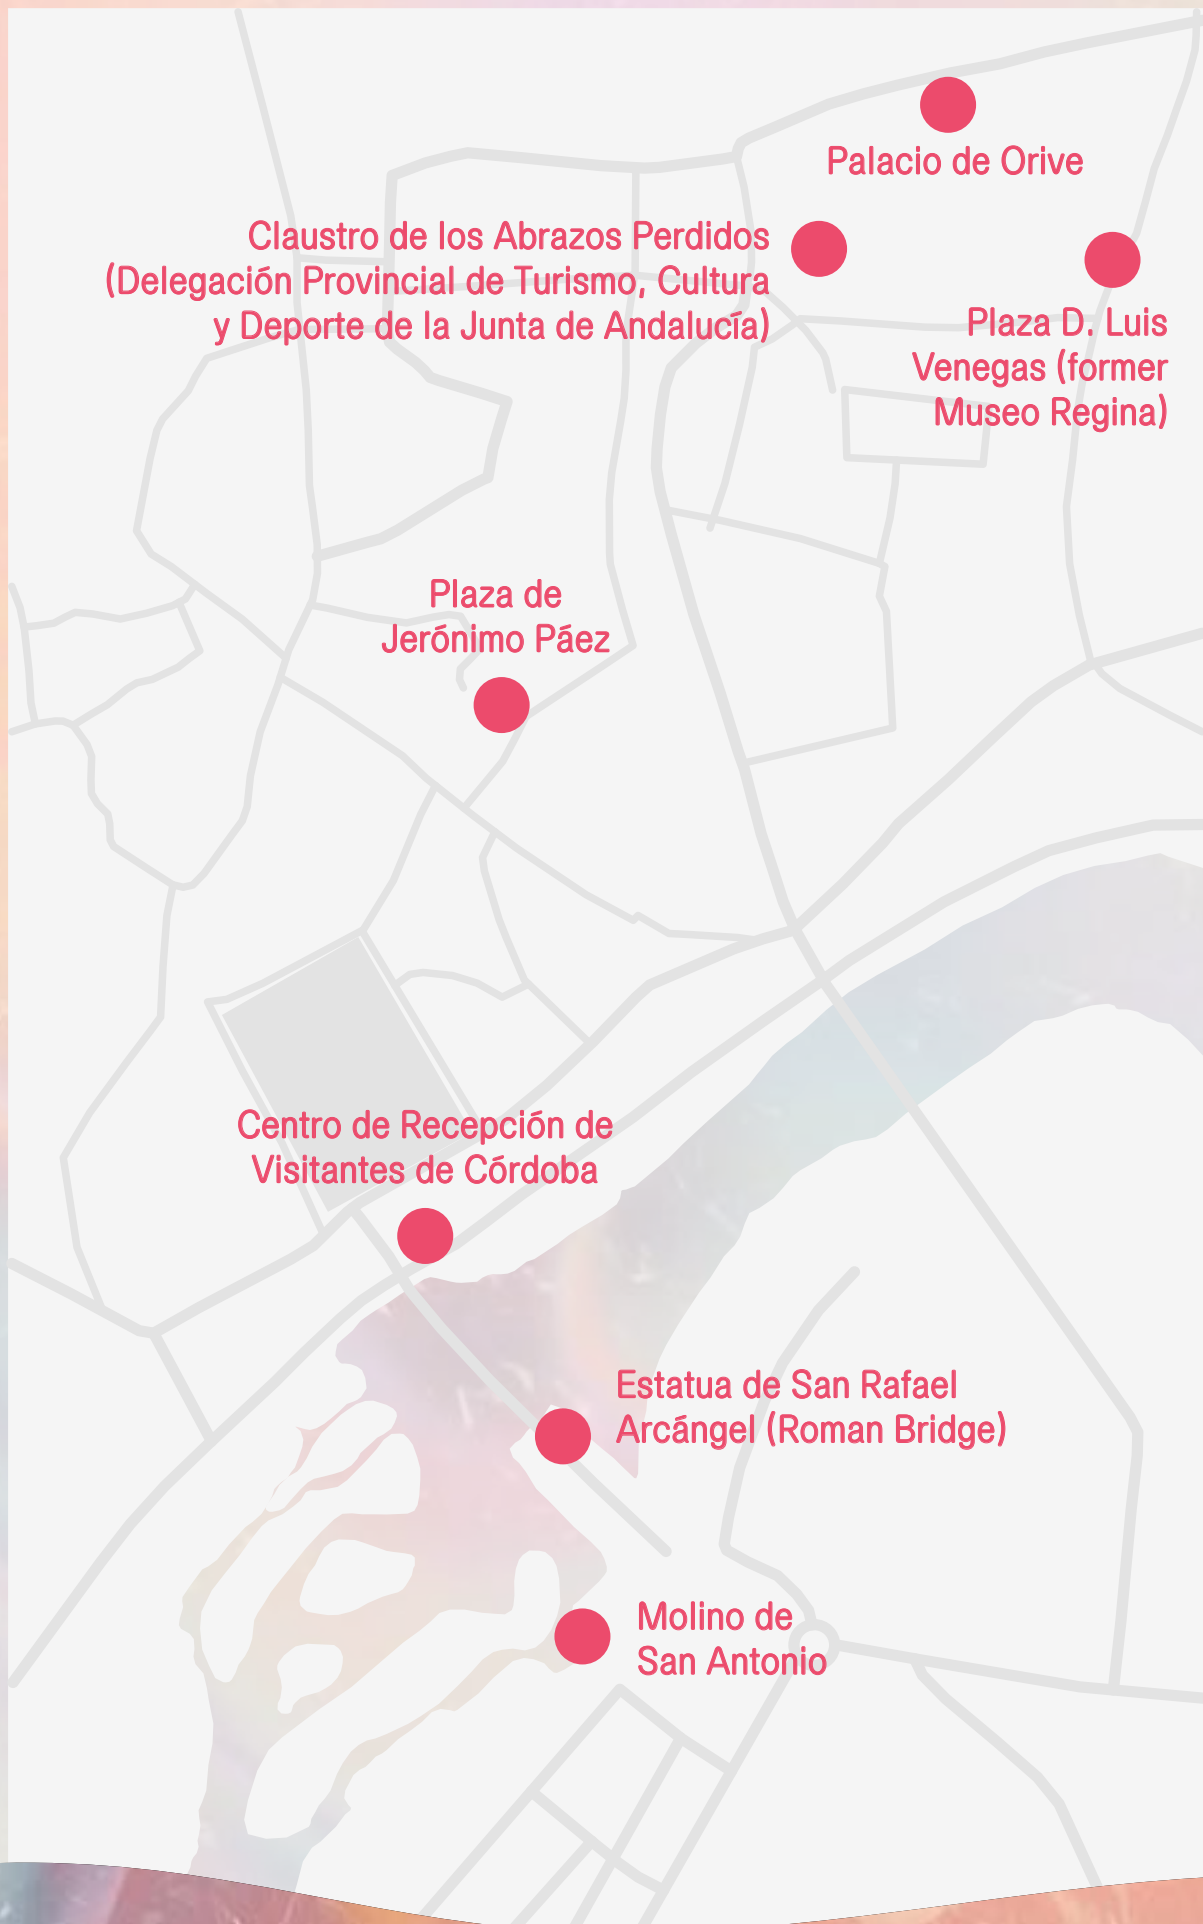 Palacio de Orive
Claustro de los Abrazos Perdidos
(Delegación Provincial de Turismo, Cultura
y Deporte de la Junta de Andalucía)
Plaza D. Luis
Venegas (former
Museo Regina)
Plaza de
Jerónimo Páez
Centro de Recepción de
Visitantes de Córdoba
Estatua de San Rafael
Arcángel (Roman Bridge)
Molino de
San Antonio